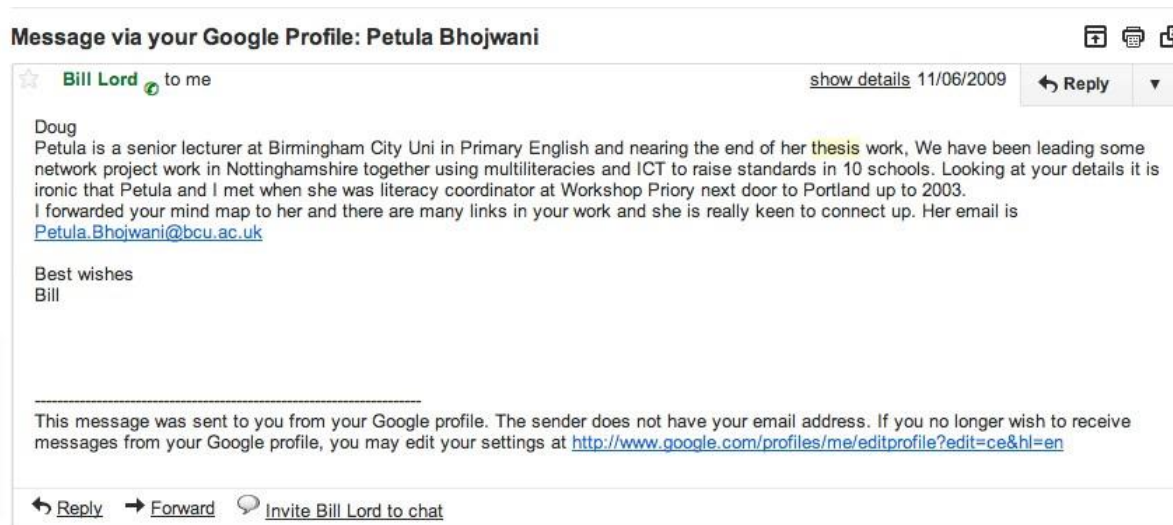 Message via your Google Profile: Petula Bhojwani
Bill Lord to me show details 11/06/2009 Reply
Doug
Petula is a senior lecturer at Birmingham City Uni in Primary English and nearing the end of her thesis work, We have been leading some
network project work in Nottinghamshire together using multiliteracies and ICT to raise standards in 10 schools. Looking at your details it is
ironic that Petula and I met when she was literacy coordinator at Workshop Priory next door to Portland up to 2003.
I forwarded your mind map to her and there are many links in your work and she is really keen to connect up. Her email is
Petula.Bhojwani@bcu.ac.uk
Best wishes
Bill
This message was sent to you from your Google profile. The sender does not have your email address. If you no longer wish to receive
messages from your Google profile, you may edit your settings at http://www.google.com/profiles/me/editprofile?edit=ce&hl=en
Reply Forward Invite Bill Lord to chat